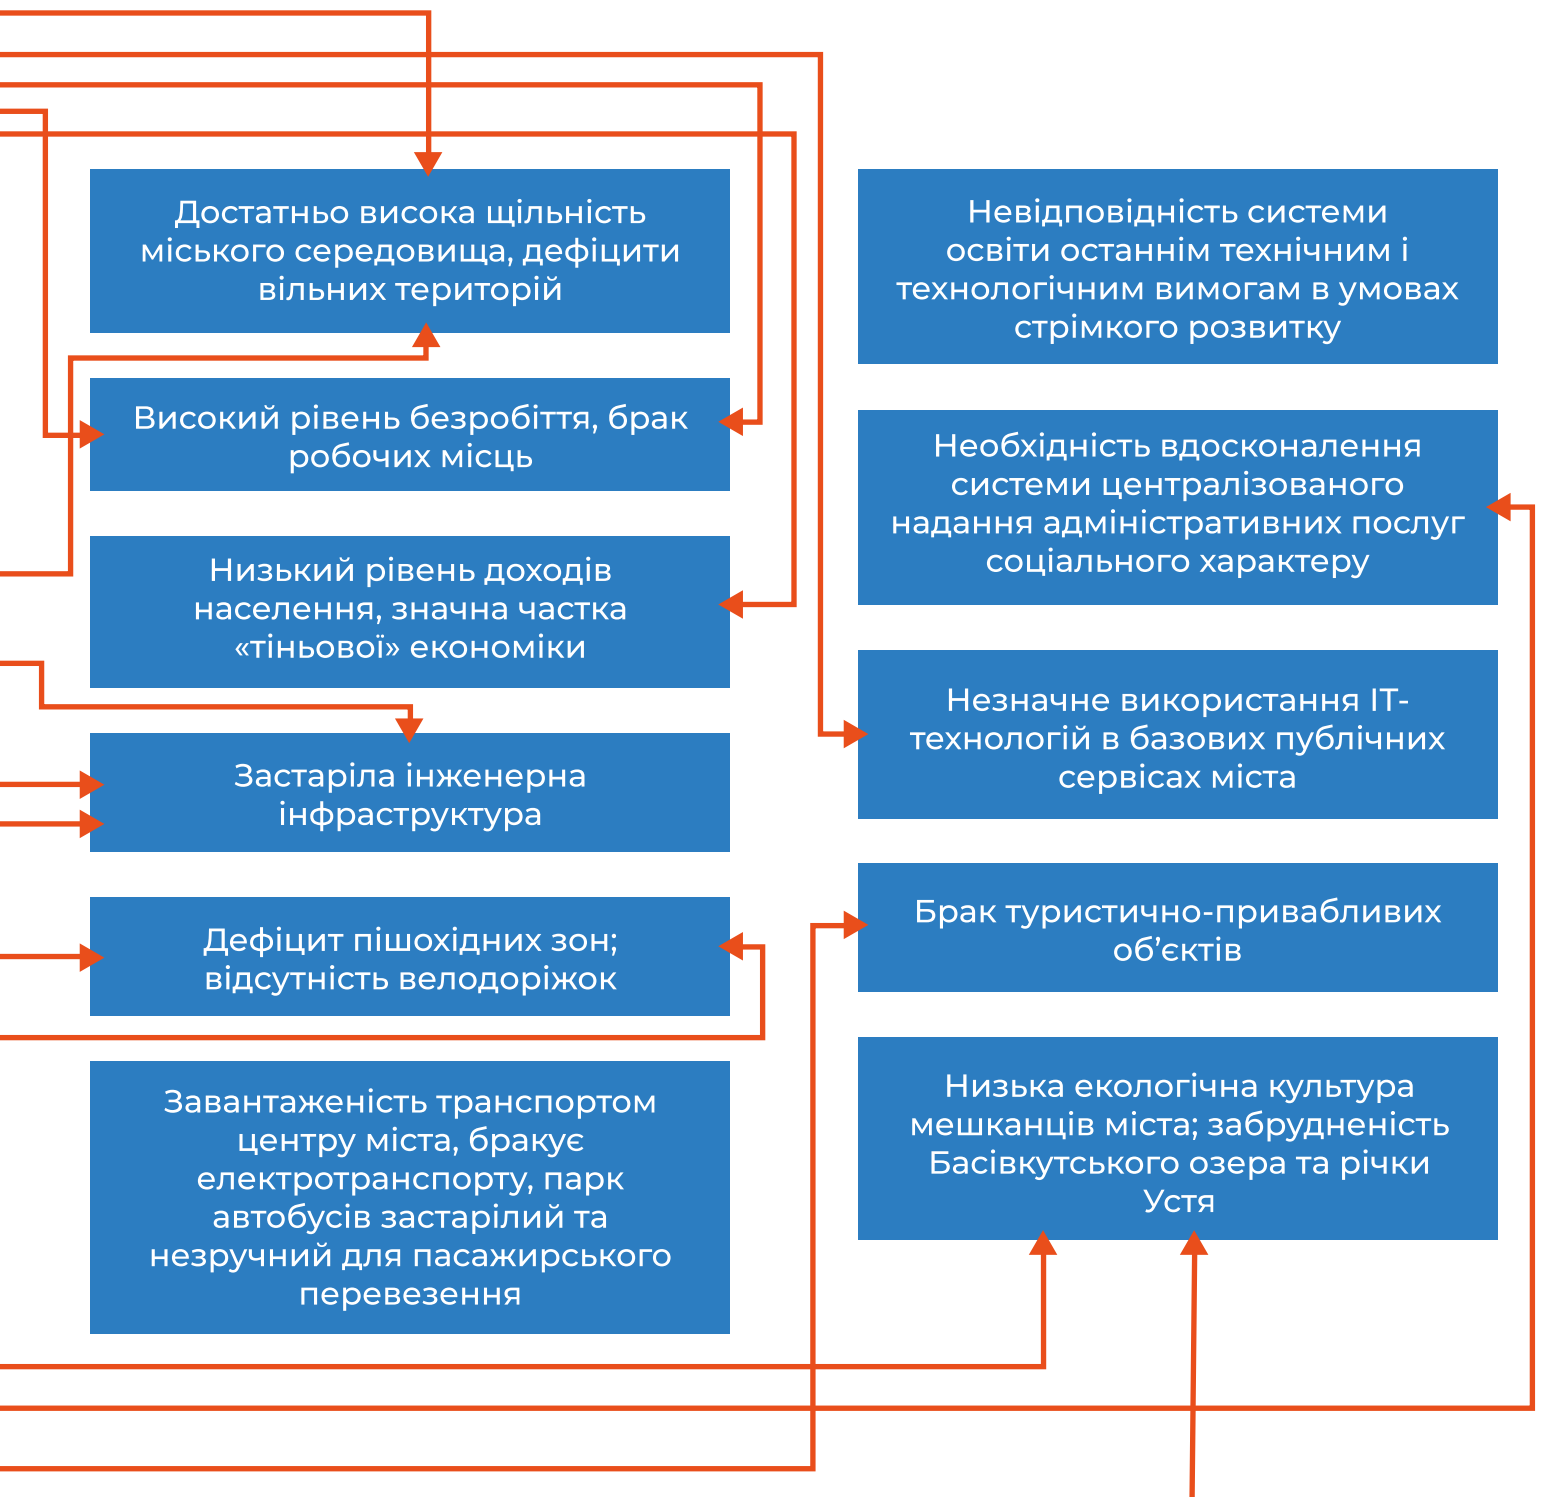 Достатньо висока щільність
міського середовища, дефіцити
вільних територій
Високий рівень безробіття, брак
робочих місць
Низький рівень доходів
населення, значна частка
«тіньової» економіки
Застаріла інженерна
інфраструктура
Дефіцит пішохідних зон;
відсутність велодоріжок
Завантаженість транспортом
центру міста, бракує
електротранспорту, парк
автобусів застарілий та
незручний для пасажирського
перевезення
Невідповідність системи
освіти останнім технічним і
технологічним вимогам в умовах
стрімкого розвитку
Необхідність вдосконалення
системи централізованого
надання адміністративних послуг
соціального характеру
Незначне використання ІТ-
технологій в базових публічних
сервісах міста
Брак туристично-привабливих
об’єктів
Низька екологічна культура
мешканців міста; забрудненість
Басівкутського озера та річки
Устя